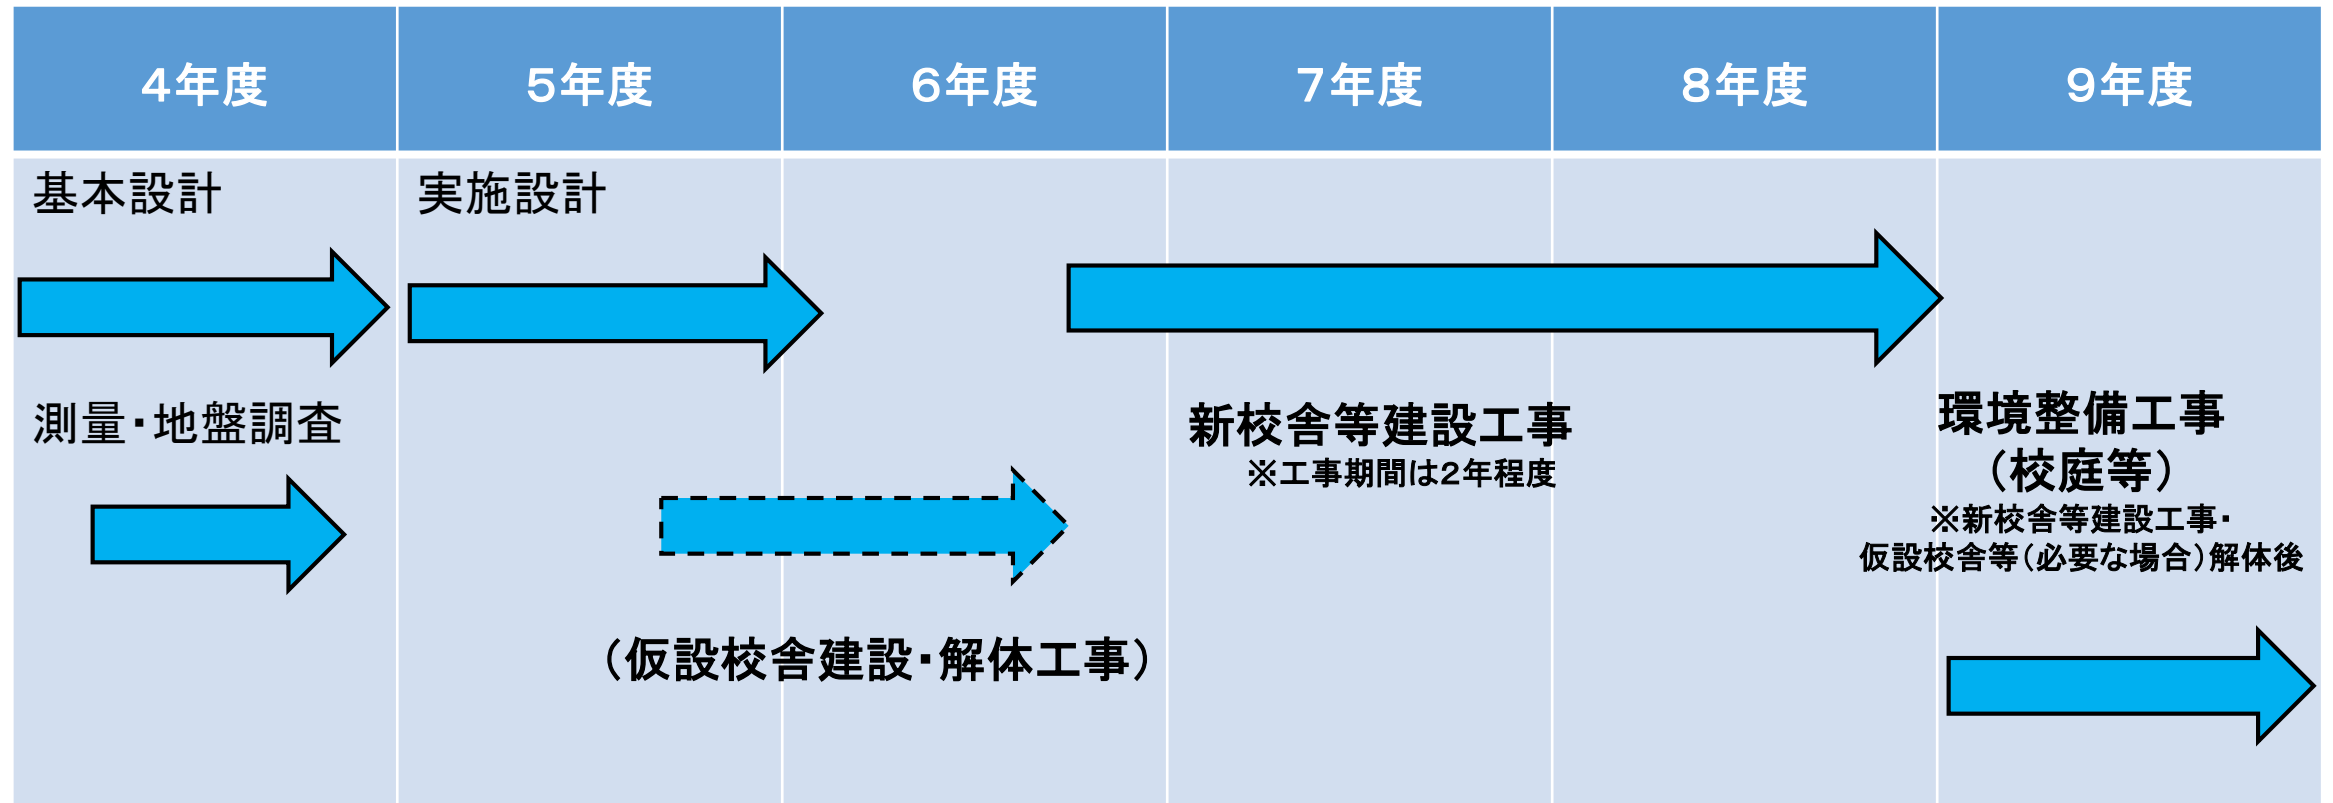 ４年度
５年度
６年度
７年度
８年度
９年度
基本設計
実施設計
測量・地盤調査
新校舎等建設工事
※工事期間は２年程度
（仮設校舎建設・解体工事）
環境整備工事
（校庭等）
※新校舎等建設工事・
仮設校舎等（必要な場合）解体後